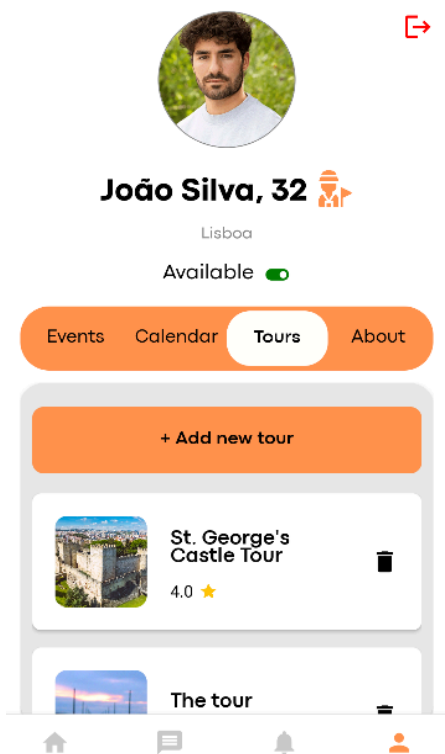 João Silva, 32
Lisboa
Available
Events Calendar Tours About
+ Add new tour
St. George's
Castle Tour
4.0
The tour